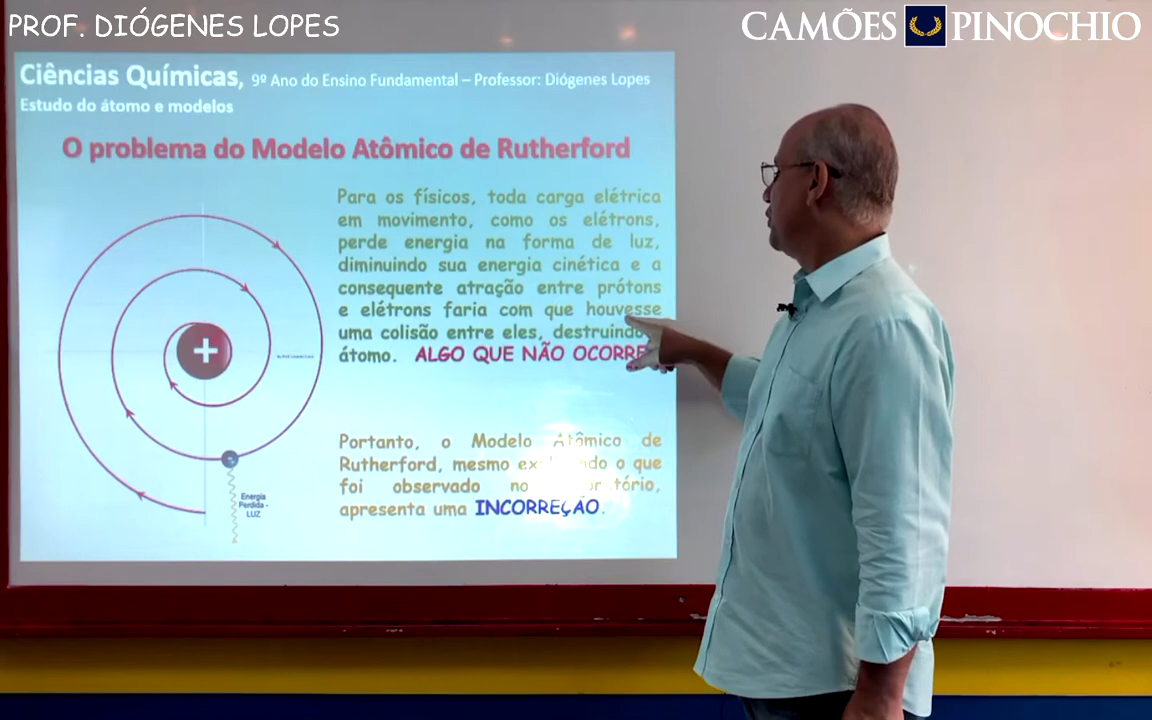 PROF. DIÓGENES LOPES
CAMÕES PINOCHIO
Ciências Químicas, 9º Ano do Ensino Fundamental – Professor: Diógenes Lopes
Estudo do átomo e modelos
O problema do Modelo Atômico de Rutherford
Para os físicos, toda carga elétrica
em movimento, como os elétrons,
perde energia na forma de luz,
diminuindo sua energia cinética e a
consequente atração entre prótons
e elétrons faria com que houvesse
uma colisão entre eles, destruindo
átomo. ALGO QUE NÃO OCORRE
+
Portanto, o Modelo Atômico de
Rutherford, mesmo o que
foi observado
apresenta uma INCORREÇÃO.
Energia
Perdida -
LUZ